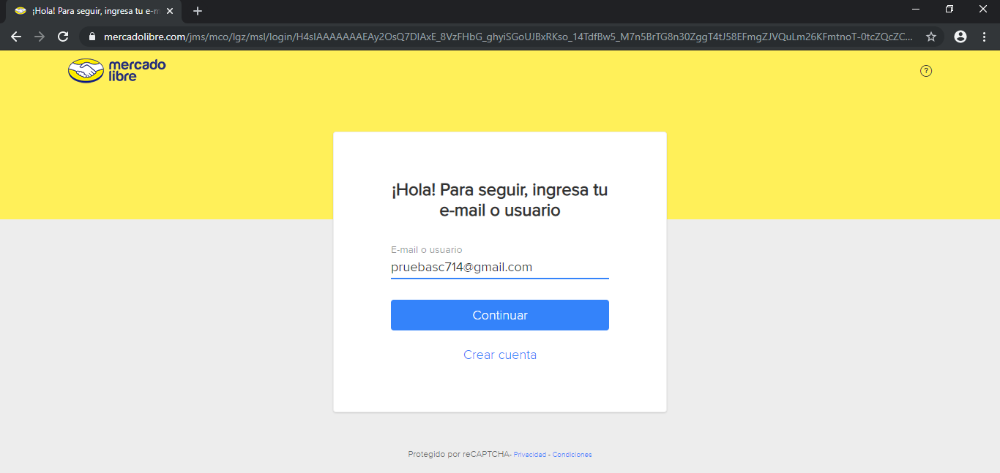 ¡Hola! Para seguir, ingresa tu e-m
mercadolibre.com/jms/mco/lgz/msl/login/H4sIAAAAAAAEAy2OsQ7DIAxE_8VzFHbG_ghyiSGoUJBxRKso_14TdfBw5_M7n5BrTG8n30ZggT4tJ58EFmgZJVQuLm26KFmtnoT-0tcZQcZC...
mercado
libre
?
¡Hola! Para seguir, ingresa tu
e-mail o usuario
E-mail o usuario
pruebasc714@gmail.com
Continuar
Crear cuenta
Protegido por reCAPTCHA- Privacidad - Condiciones